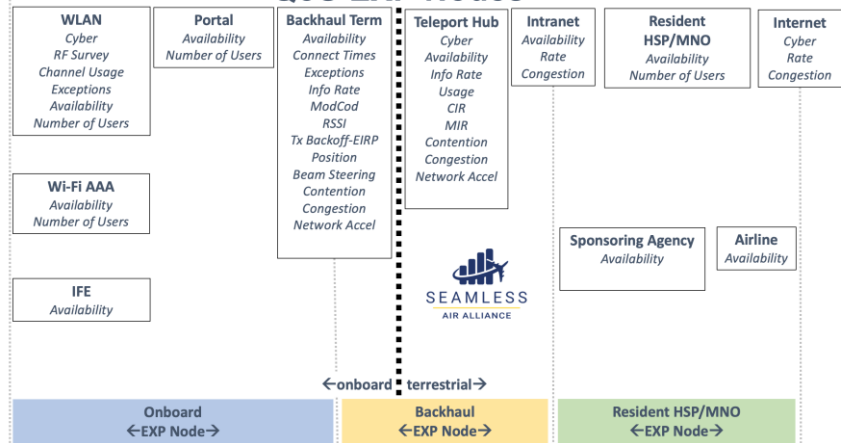 WLAN
Cyber
RF Survey
Channel Usage
Exceptions
Availability
Number of Users
Portal
Availability
Number of Users
Backhaul Term
Availability
Connect Times
Exceptions
Info Rate
ModCod
RSSI
Tx Backoff-EIRP
Position
Beam Steering
Contention
Congestion
Network Accel
Teleport Hub
Cyber
Availability
Info Rate
Usage
CIR
MIR
Contention
Congestion
Network Accel
Intranet
Availability
Rate
Congestion
Resident
HSP/MNO
Availability
Number of Users
Internet
Cyber
Rate
Congestion
Wi-Fi AAA
Availability
Number of Users
IFE
Availability
SEAMLESS
AIR ALLIANCE
Sponsoring Agency
Availability
Airline
Availability
←onboard
terrestrial→
Onboard
←EXP Node→
Backhaul
←EXP Node→
Resident HSP/MNO
←EXP Node→